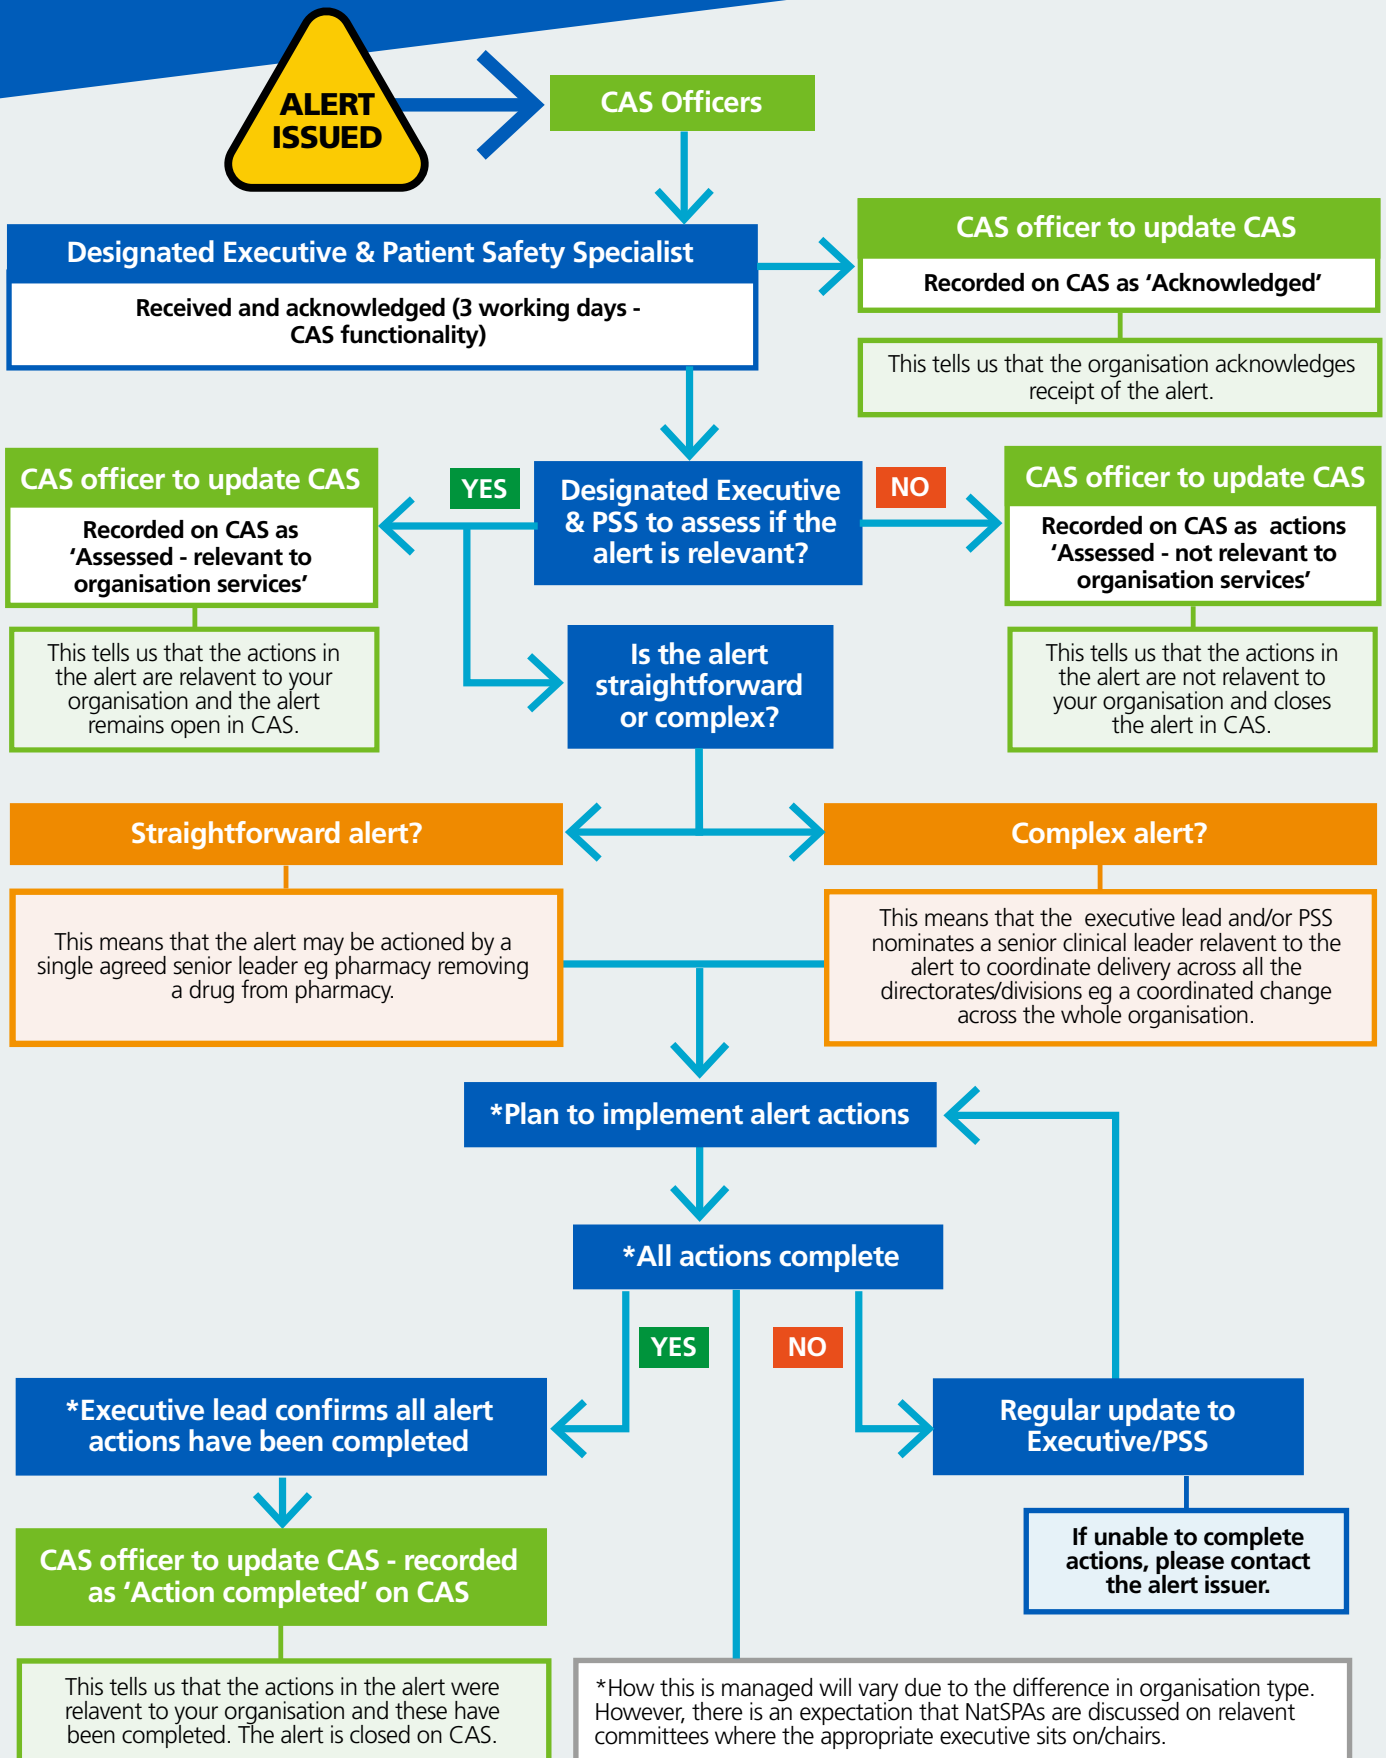 ALERT
ISSUED
CAS Officers
Designated Executive & Patient Safety Specialist
Received and acknowledged (3 working days -
CAS functionality)
CAS officer to update CAS
Recorded on CAS as ‘Acknowledged’
This tells us that the organisation acknowledges
receipt of the alert.
CAS officer to update CAS
Recorded on CAS as
‘Assessed - relevant to
organisation services’
This tells us that the actions in
the alert are relavent to your
organisation and the alert
remains open in CAS.
YES
Designated Executive
& PSS to assess if the
alert is relevant?
NO
CAS officer to update CAS
Recorded on CAS as  actions
‘Assessed - not relevant to
organisation services’
This tells us that the actions in
the alert are not relavent to
your organisation and closes
the alert in CAS.
Is the alert
straightforward
or complex?
Straightforward alert?
This means that the alert may be actioned by a
single agreed senior leader eg pharmacy removing
a drug from pharmacy.
Complex alert?
This means that the  executive lead and/or PSS
nominates a senior clinical leader relavent to the
alert to coordinate delivery across all the
directorates/divisions eg a coordinated change
across the whole organisation.
*Plan to implement alert actions
*All actions complete
YES
NO
*Executive lead confirms all alert
actions have been completed
Regular update to
Executive/PSS
If unable to complete
actions, please contact
the alert issuer.
CAS officer to update CAS - recorded
as ‘Action completed’ on CAS
This tells us that the actions in the alert were
relavent to your organisation and these have
been completed. The alert is closed on CAS.
*How this is managed will vary due to the difference in organisation type.
However, there is an expectation that NatSPAs are discussed on relavent
committees where the appropriate executive sits on/chairs.